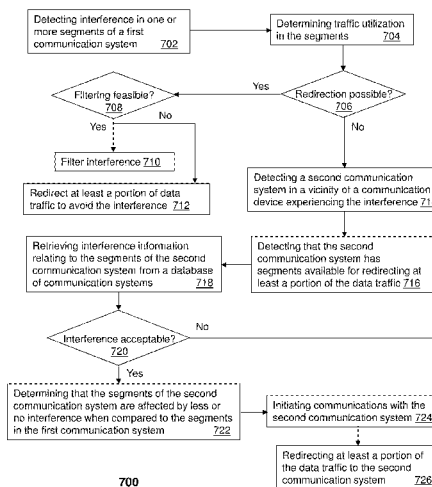 Detecting interference in one or
more segments of a first
communication system 702
Determining traffic utilization
in the segments 704
Filtering feasible?
708
Yes
Redirection possible?
706
Yes
No
No
Filter interference 710
Redirect at least a portion of data
traffic to avoid the interference 712
Detecting a second communication
system in a vicinity of a communication
device experiencing the interference
Retrieving interference information
relating to the segments of the second
communication system from a database
of communication systems 718
Detecting that the second
communication system has
segments available for redirecting at
least a portion of the data traffic 716
Interference acceptable?
720
No
Yes
Determining that the segments of the second
communication system are affected by less or
no interference when compared to the segments
in the first communication system 722
Initiating communications with the
second communication system 724
Redirecting at least a portion of
the data traffic to the second
communication system 726
700